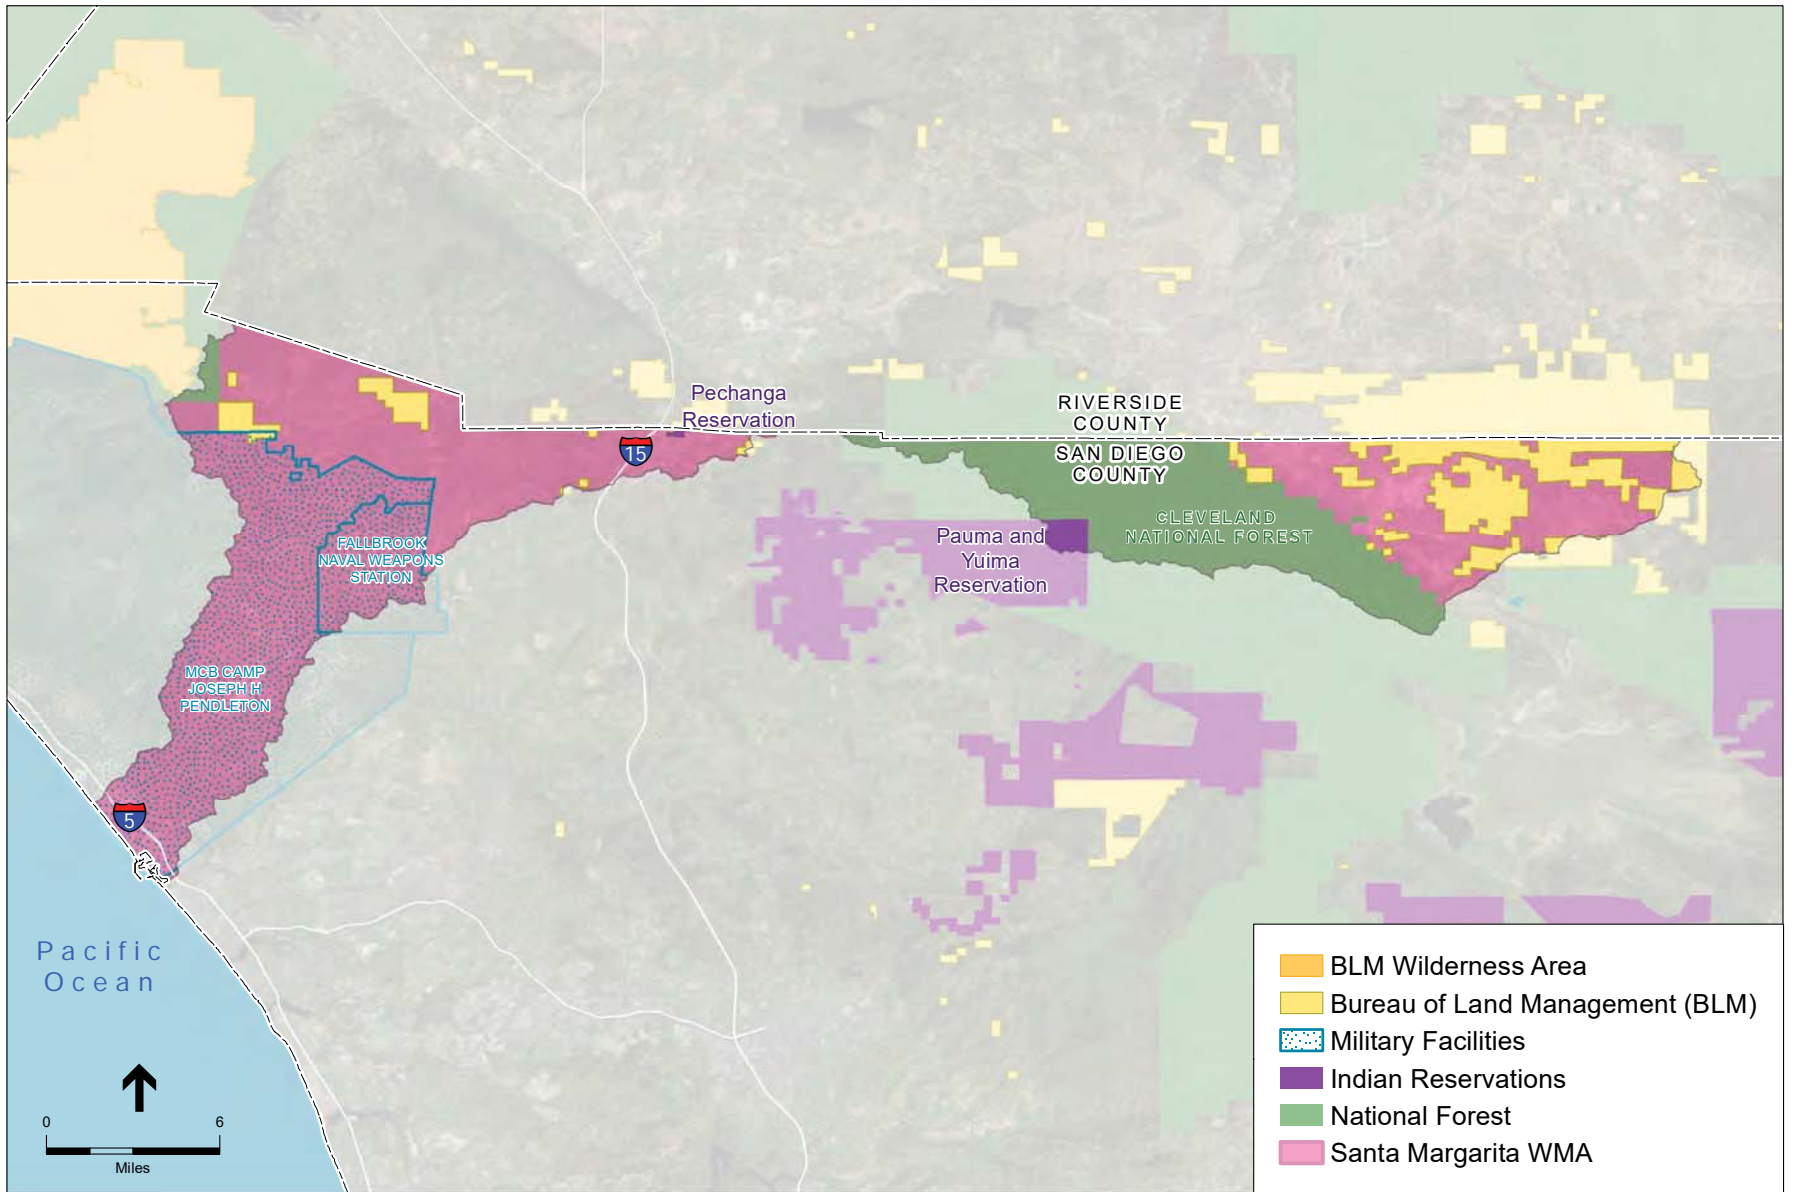 Pechanga
Reservation
RIVERSIDE
COUNTY
SAN DIEGO
COUNTY
15
CLEVELAND
NATIONAL FOREST
Pauma and
Yuima
Reservation
FALLBROOK
NAVAL WEAPONS
STATION
MCB CAMP
JOSEPH H.
PENDLETON
5
Pacific
Ocean
0 6
Miles
BLM Wilderness Area
Bureau of Land Management (BLM)
Military Facilities
Indian Reservations
National Forest
Santa Margarita WMA